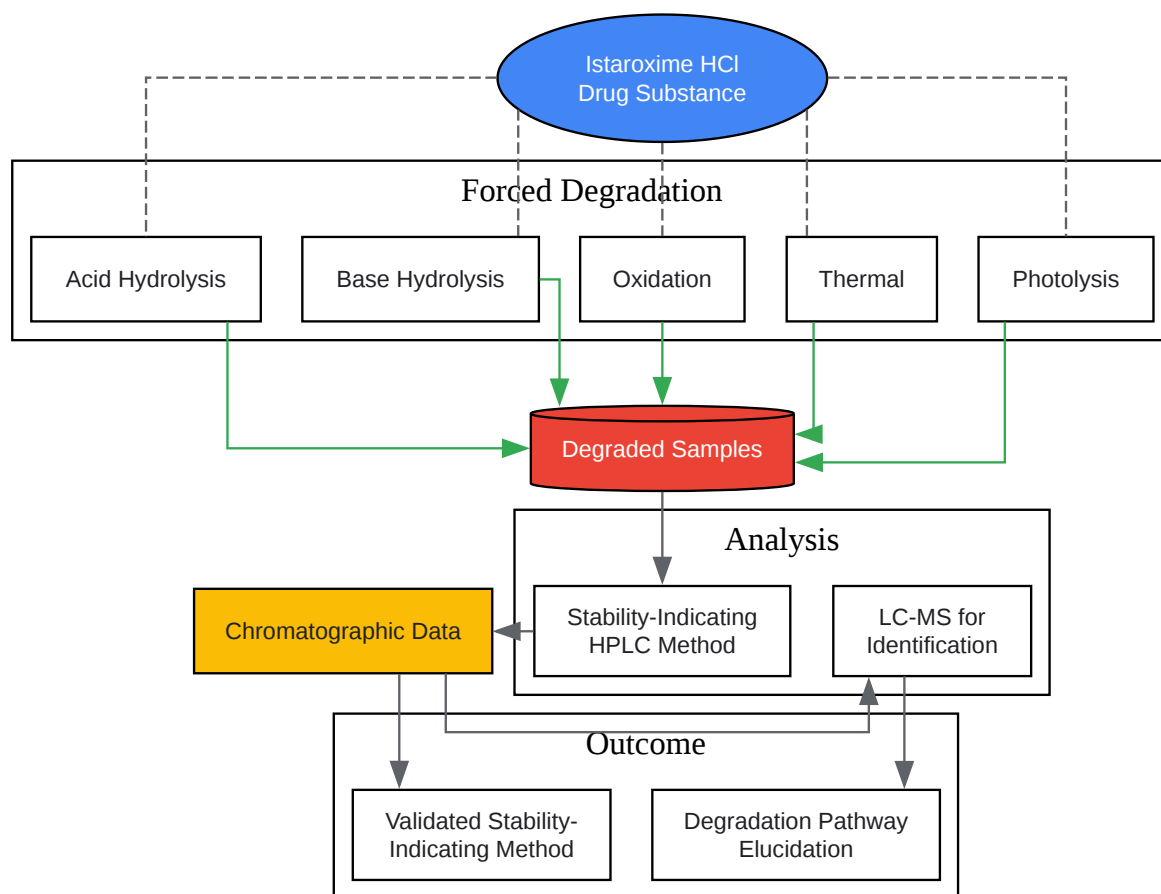 Istaroxime HCl
Drug Substance
Forced Degradation
Acid Hydrolysis
Base Hydrolysis
Oxidation
Thermal
Photolysis
Degraded Samples
Analysis
Stability-Indicating
HPLC Method
LC-MS for
Identification
Chromatographic Data
Outcome
Validated Stability-
Indicating Method
Degradation Pathway
Elucidation